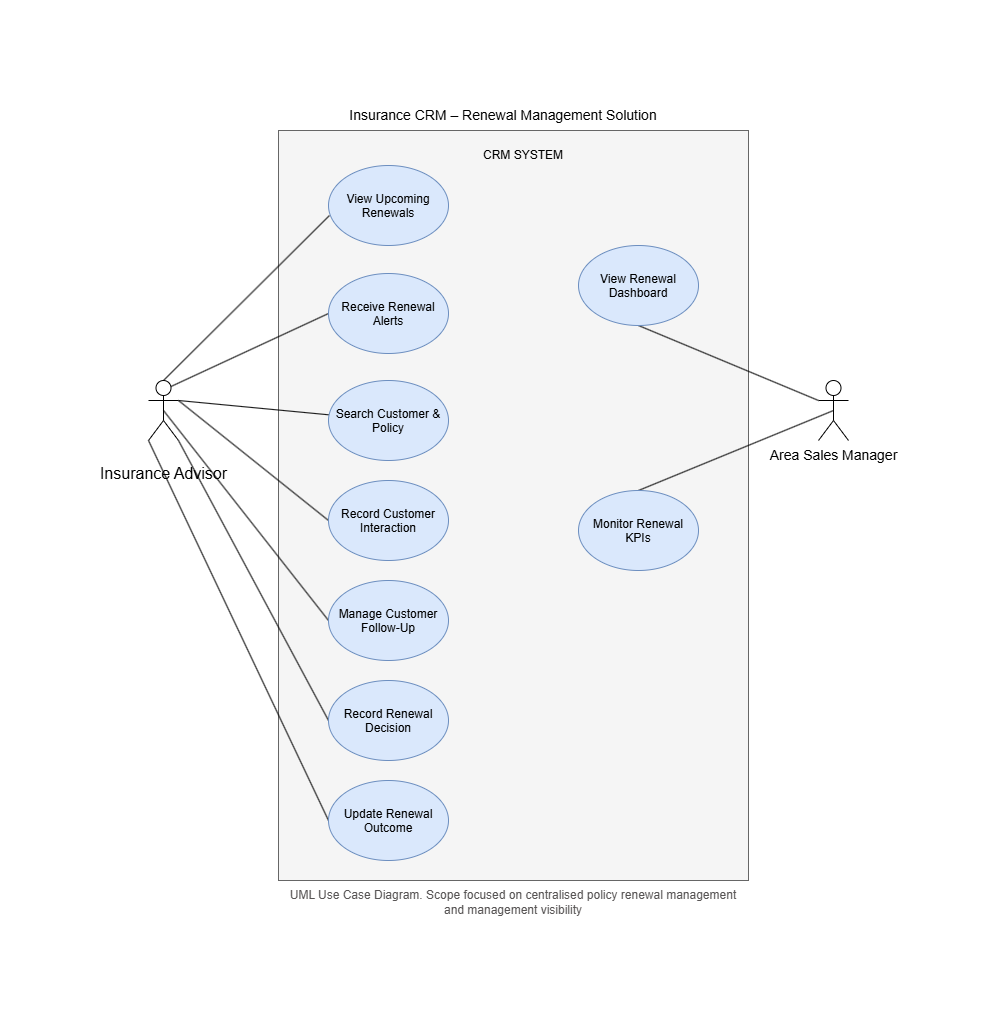 Insurance CRM – Renewal Management Solution
CRM SYSTEM
View Upcoming
Renewals
Receive Renewal
Alerts
Search Customer &
Policy
Record Customer
Interaction
Manage Customer
Follow-Up
Record Renewal
Decision
Update Renewal
Outcome
View Renewal
Dashboard
Monitor Renewal
KPIs
Insurance Advisor
Area Sales Manager
UML Use Case Diagram. Scope focused on centralised policy renewal management
and management visibility